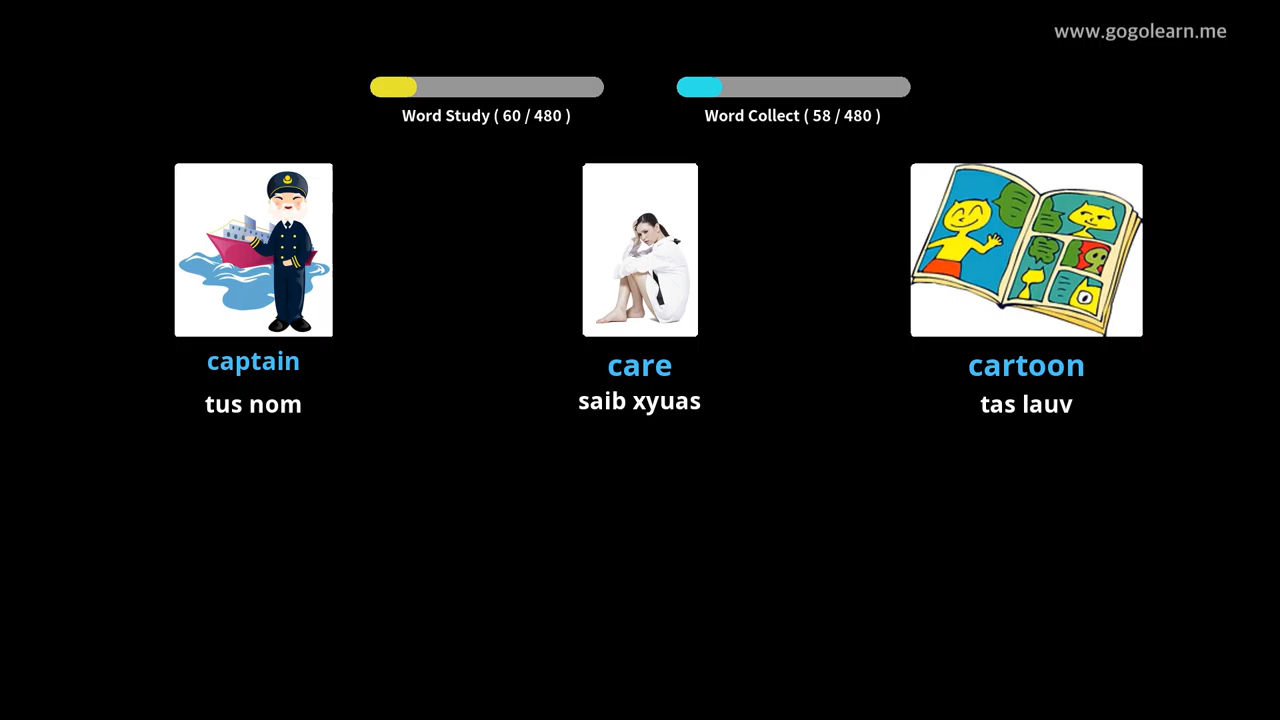 www.gogolearn.me
Word Study ( 60 / 480 )
Word Collect ( 58 / 480 )
captain
care
cartoon
tus nom
saib xyuas
tas lauv